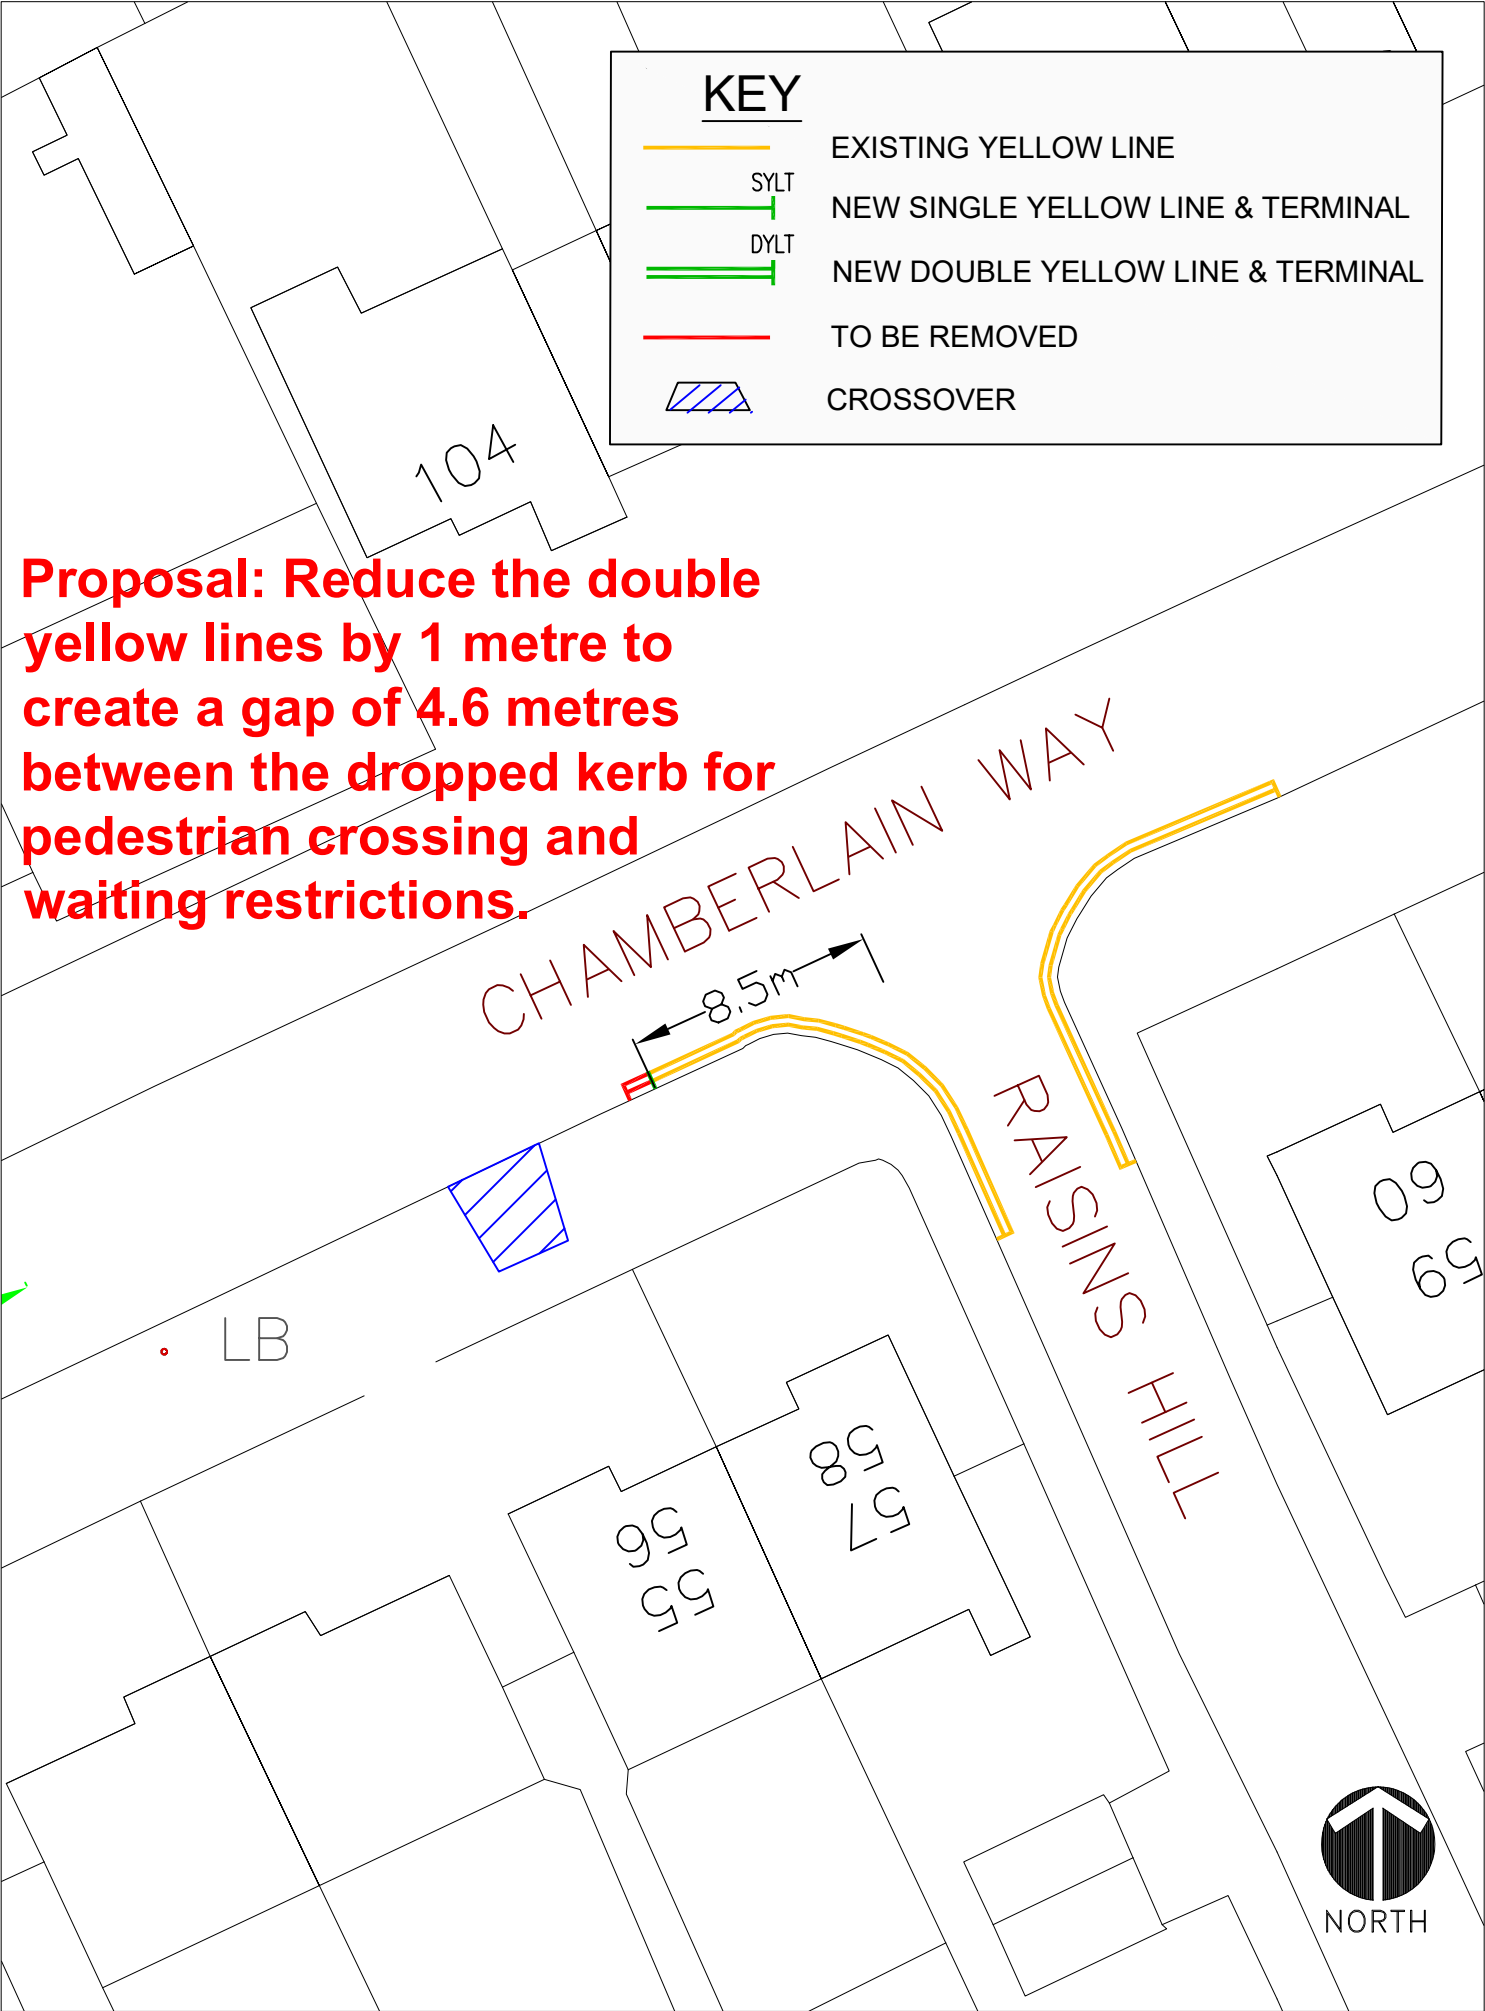 KEY
EXISTING YELLOW LINE
SYLT
NEW SINGLE YELLOW LINE & TERMINAL
DYLT
NEW DOUBLE YELLOW LINE & TERMINAL
TO BE REMOVED
CROSSOVER
104
Proposal: Reduce the double
yellow lines by 1 metre to
create a gap of 4.6 metres
between the dropped kerb for
pedestrian crossing and
waiting restrictions.
CHAMBERLAIN WAY
8.5m
RAISINS HILL
60
59
LB
58
57
56
55
NORTH